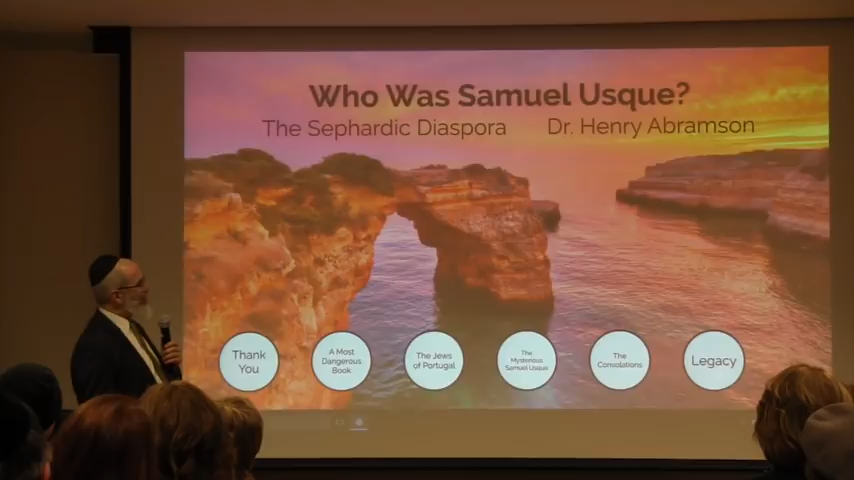 Who Was Samuel Usque?
The Sephardic Diaspora
Dr. Henry Abramson
Thank
You
A Most
Dangerous
Book
The Jews
of Portugal
The
Mysterious
Samuel Usque
The
Consolations
Legacy